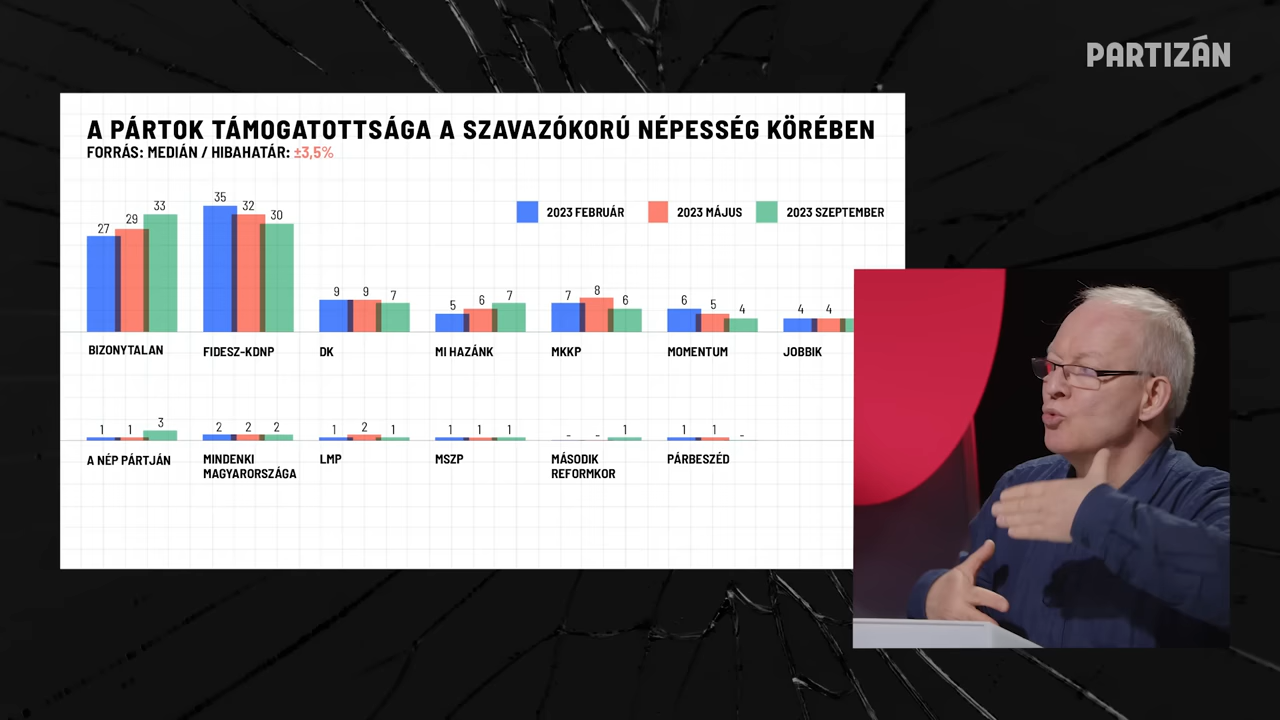 PARTIZÁN
A PÁRTOK TÁMOGATOTTSÁGA A SZAVAZÓKORÚ NÉPESSÉG KÖRÉBEN
FORRÁS: MEDIÁN / HIBAHATÁR: ±3,5%
2023 FEBRUÁR 2023 MÁJUS 2023 SZEPTEMBER
27 29 33 35 32 30 9 9 7 5 6 7 7 8 6 6 5 4 4 4
BIZONYTALAN FIDESZ-KDNP DK MI HAZÁNK MKKP MOMENTUM JOBBIK
1 1 3 2 2 2 1 2 1 1 1 1 - - 1 1 1 -
A NÉP PÁRTJÁN MINDENKI LMP MSZP MÁSODIK PÁRBESZÉD
MAGYARORSZÁGA REFORMKOR